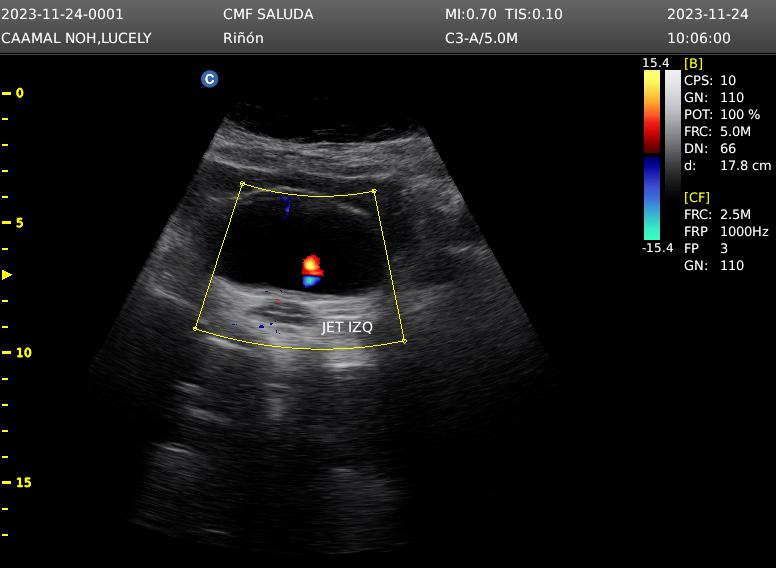 2023-11-24-0001 CMF SALUDA MI:0.70 TIS:0.10 2023-11-24
CAAMAL NOH,LUCELY Riñón C3-A/5.0M 10:06:00
C
15.4 [B]
CPS: 10
GN: 110
POT: 100 %
FRC: 5.0M
DN: 66
d: 17.8 cm
[CF]
FRC: 2.5M
FRP 1000Hz
-15.4 FP 3
GN: 110
0
5
10
15
JET IZQ